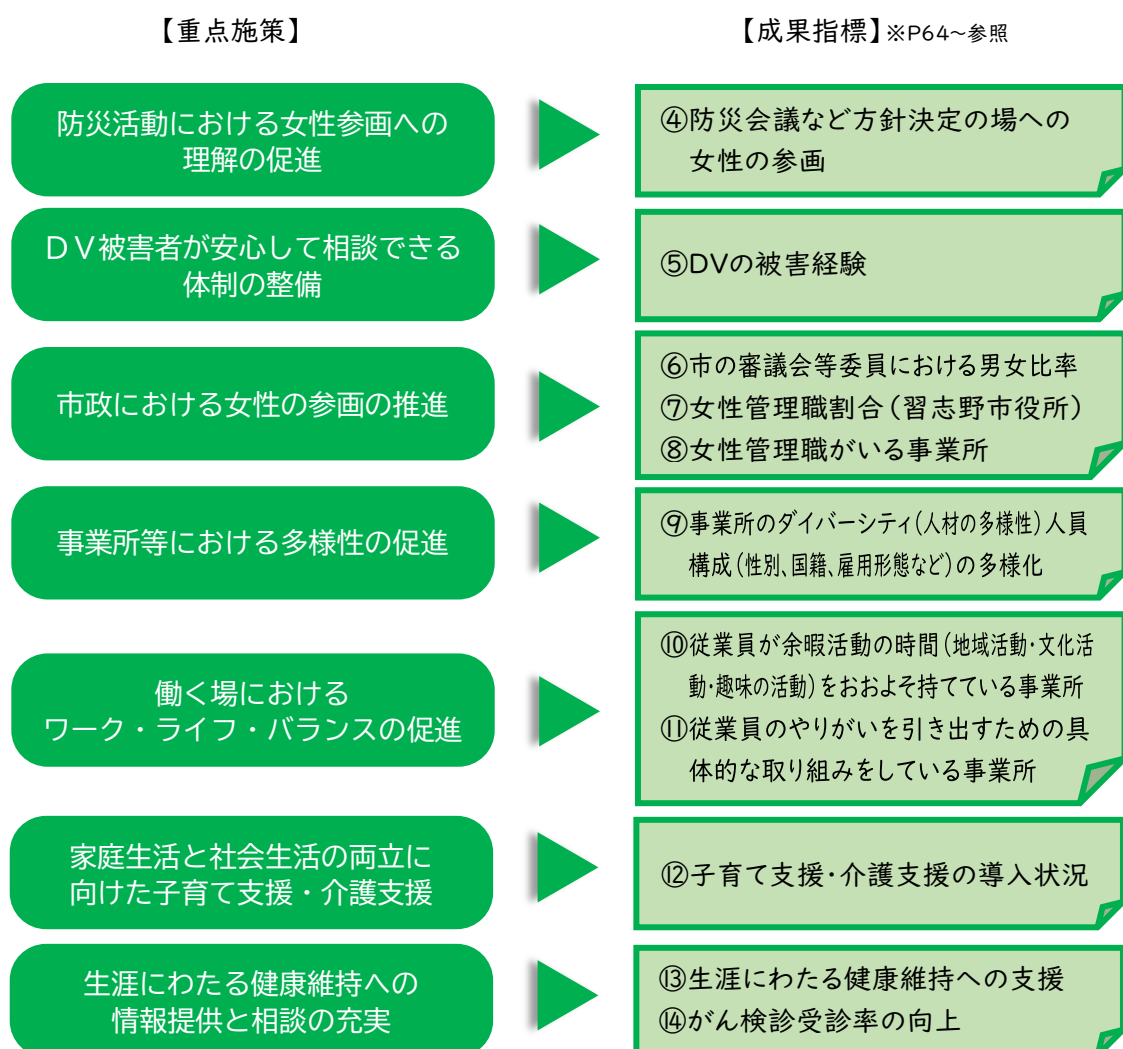 【重点施策】
【成果指標】※P64～参照
防災活動における女性参画への
理解の促進
④防災会議など方針決定の場への
女性の参画
ＤＶ被害者が安心して相談できる
体制の整備
⑤DVの被害経験
市政における女性の参画の推進
⑥市の審議会等委員における男女比率
⑦女性管理職割合（習志野市役所）
⑧女性管理職がいる事業所
事業所等における多様性の促進
⑨事業所のダイバーシティ(人材の多様性)人員
構成(性別、国籍、雇用形態など)の多様化
働く場における
ワーク・ライフ・バランスの促進
⑩従業員が余暇活動の時間(地域活動・文化活
動・趣味の活動)をおおよそ持てている事業所
⑪従業員のやりがいを引き出すための具
体的な取り組みをしている事業所
家庭生活と社会生活の両立に
向けた子育て支援・介護支援
⑫子育て支援・介護支援の導入状況
生涯にわたる健康維持への
情報提供と相談の充実
⑬生涯にわたる健康維持への支援
⑭がん検診受診率の向上